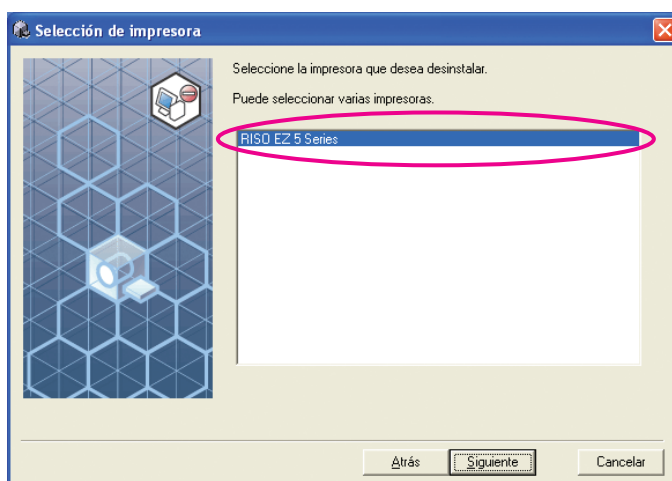 Selección de impresora
Seleccione la impresora que desea desinstalar.
Puede seleccionar varias impresoras.
RISO EZ 5 Series
Atrás
Siguiente
Cancelar